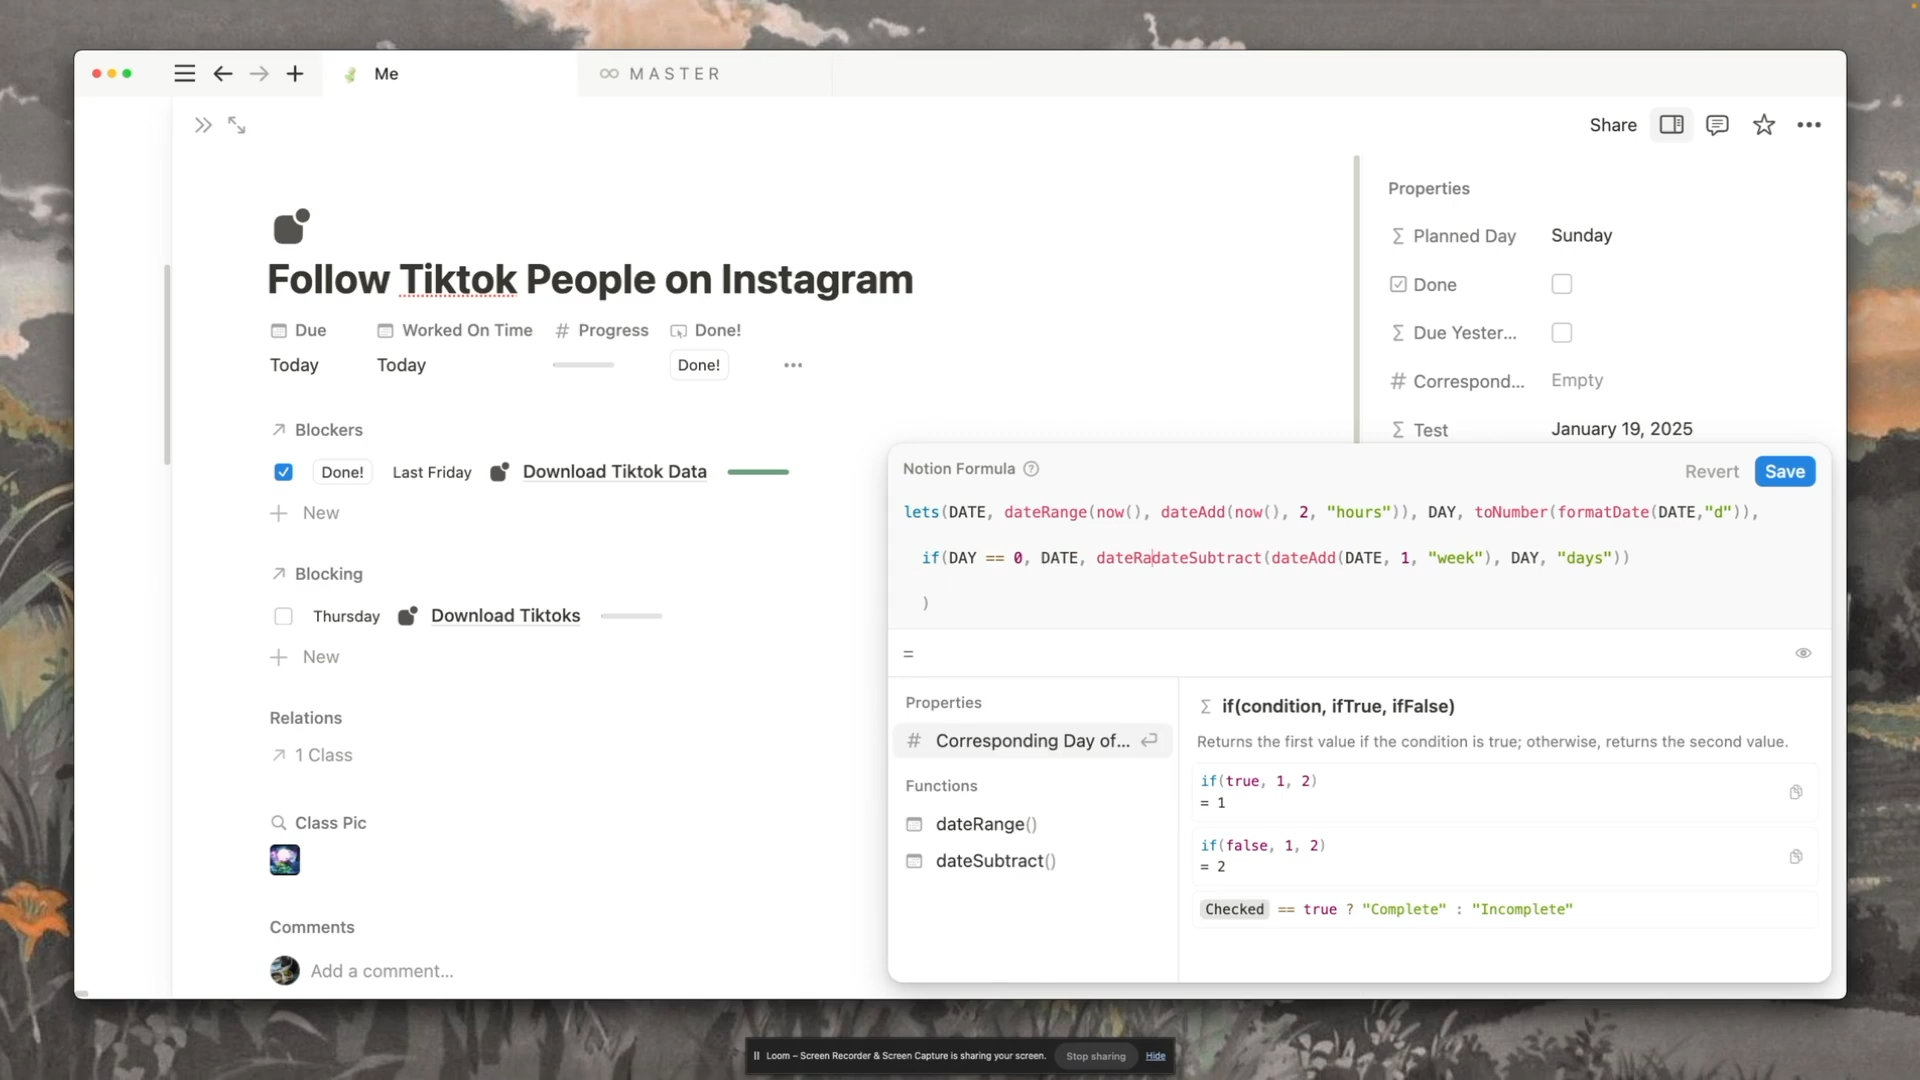 Me
MASTER
Share
Follow Tiktok People on Instagram
Due
Worked On Time
# Progress
Done!
Today
Today
Done!
Blockers
Done!
Last Friday
Download Tiktok Data
New
Blocking
Thursday
Download Tiktoks
New
Relations
1 Class
Class Pic
Comments
Add a comment...
Properties
Σ Planned Day
Sunday
Done
Σ Due Yester...
# Correspond...
Empty
Σ Test
January 19, 2025
Notion Formula
Revert
Save
lets(DATE, dateRange(now(), dateAdd(now(), 2, "hours")), DAY, toNumber(formatDate(DATE,"d")),
if(DAY == 0, DATE, dateRadateSubtract(dateAdd(DATE, 1, "week"), DAY, "days"))
)
=
Properties
# Corresponding Day of...
Functions
dateRange()
dateSubtract()
Σ if(condition, ifTrue, ifFalse)
Returns the first value if the condition is true; otherwise, returns the second value.
if(true, 1, 2)
= 1
if(false, 1, 2)
= 2
Checked == true ? "Complete" : "Incomplete"
Loom – Screen Recorder & Screen Capture is sharing your screen.
Stop sharing
Hide